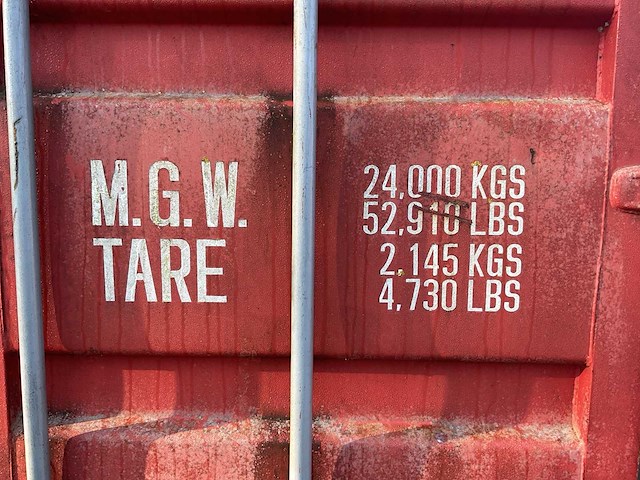 M.G.W. 24,000 KGS
52,910 LBS
TARE 2,145 KGS
4,730 LBS